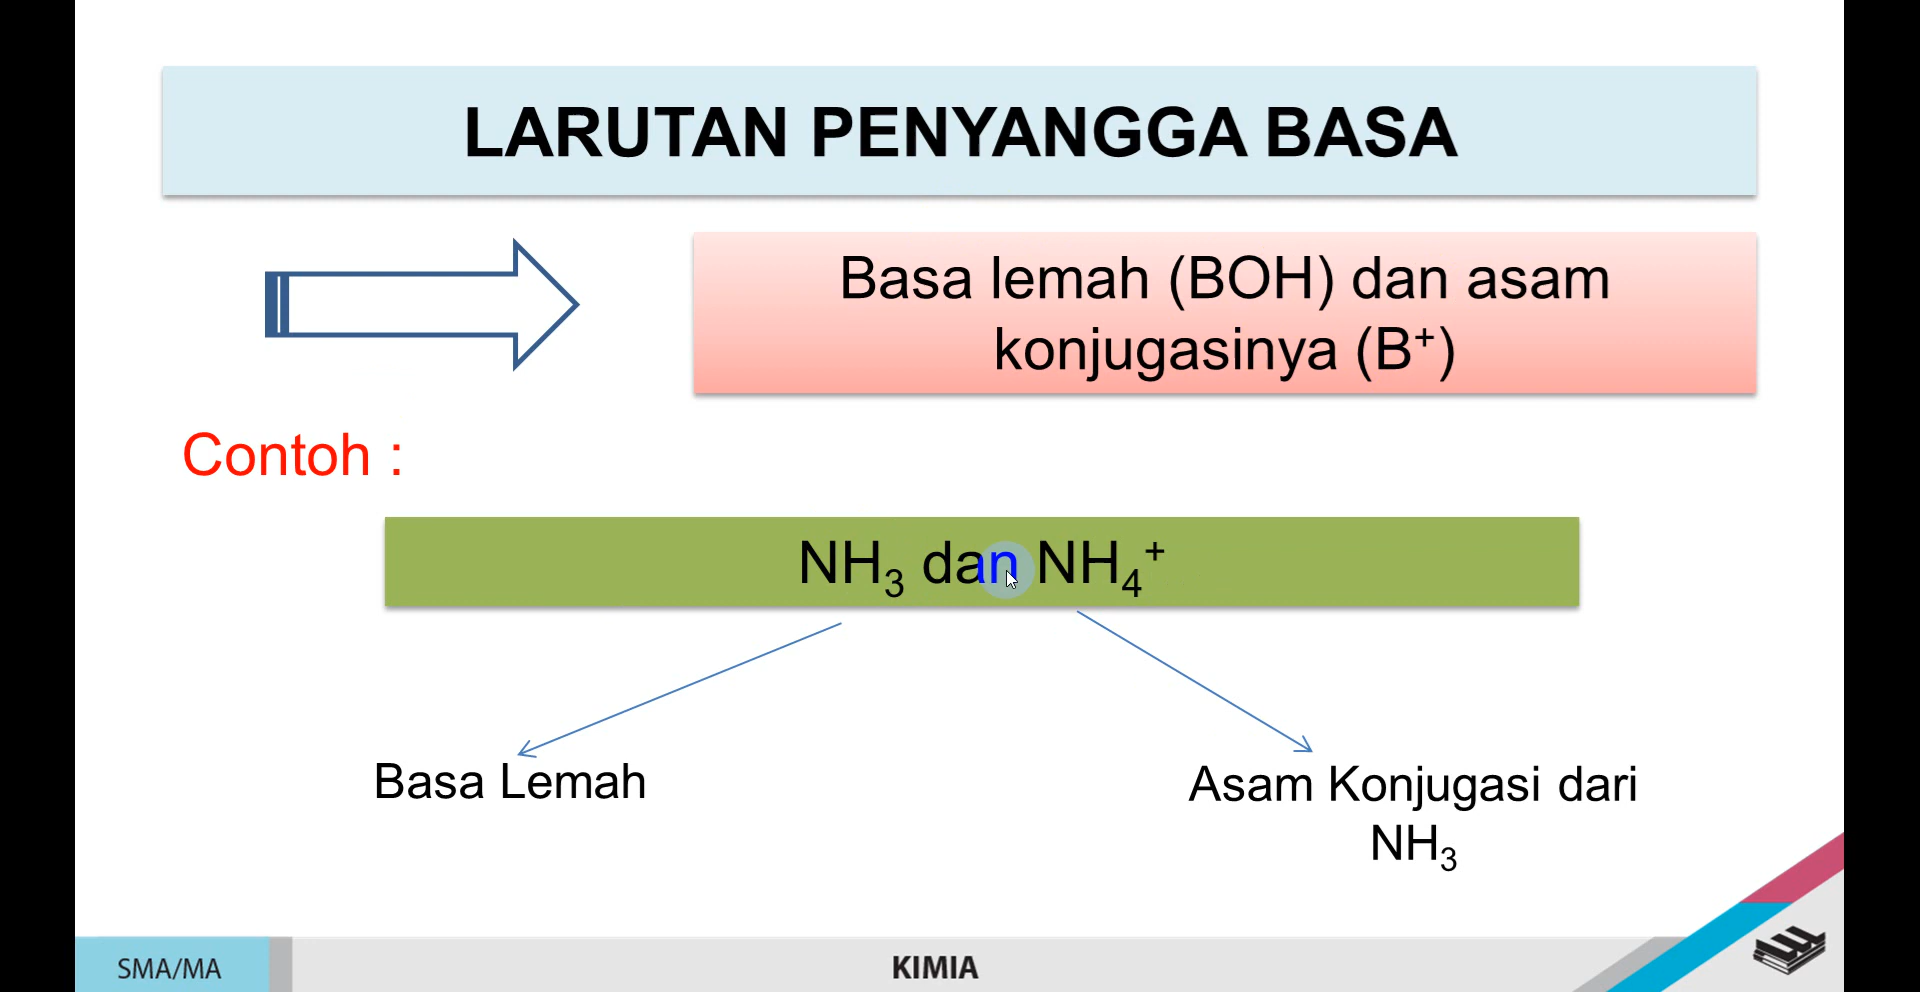 LARUTAN PENYANGGA BASA
Basa lemah (BOH) dan asam
konjugasinya (B⁺)
Contoh :
NH₃ dan NH₄⁺
Basa Lemah
Asam Konjugasi dari
NH₃
SMA/MA
KIMIA